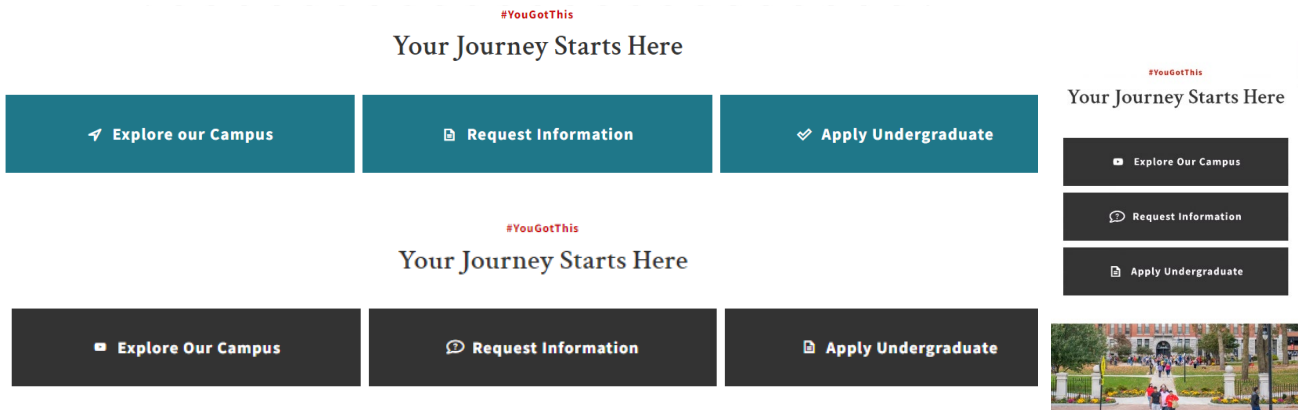 #YouGotThis
Your Journey Starts Here
Explore our Campus
Request Information
Apply Undergraduate
#YouGotThis
Your Journey Starts Here
Explore Our Campus
Request Information
Apply Undergraduate
#YouGotThis
Your Journey Starts Here
Explore Our Campus
Request Information
Apply Undergraduate